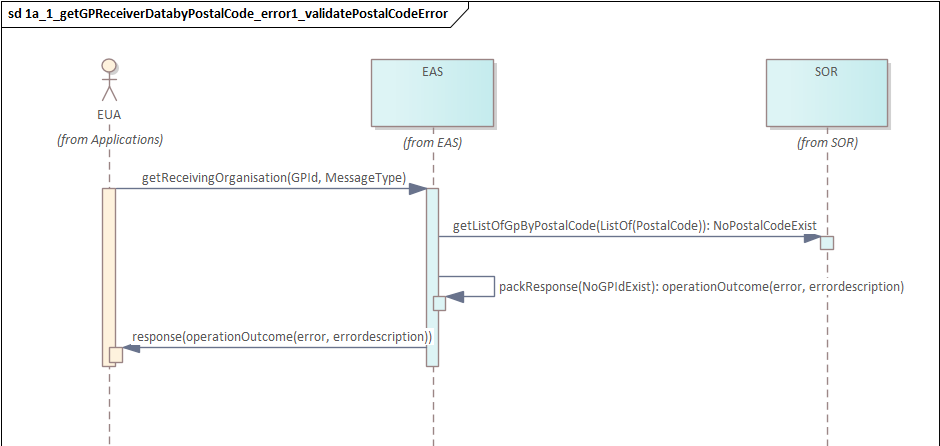 sd 1a_1_getGPReceiverDatabyPostalCode_error1_validatePostalCodeError
EUA
EAS
SOR
(from Applications)
(from EAS)
(from SOR)
getReceivingOrganisation(GPId, MessageType)
getListOfGpByPostalCode(ListOf(PostalCode)): NoPostalCodeExist
packResponse(NoGPIdExist): operationOutcome(error, errordescription)
response(operationOutcome(error, errordescription))